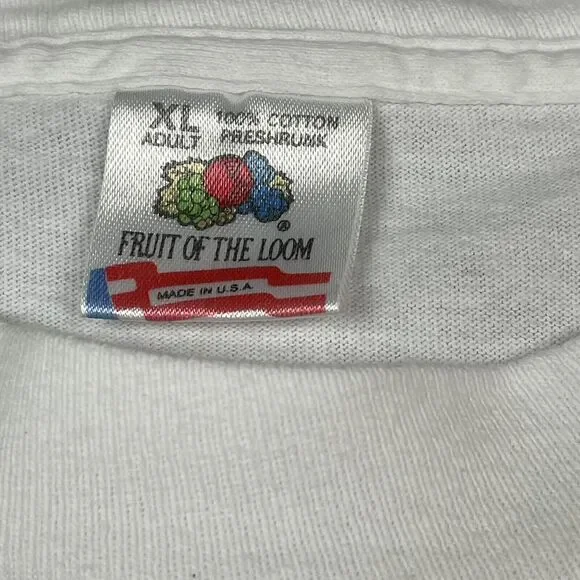 XL 100% COTTON
ADULT PRESHRUNK
®
FRUIT OF THE LOOM
MADE IN U.S.A.